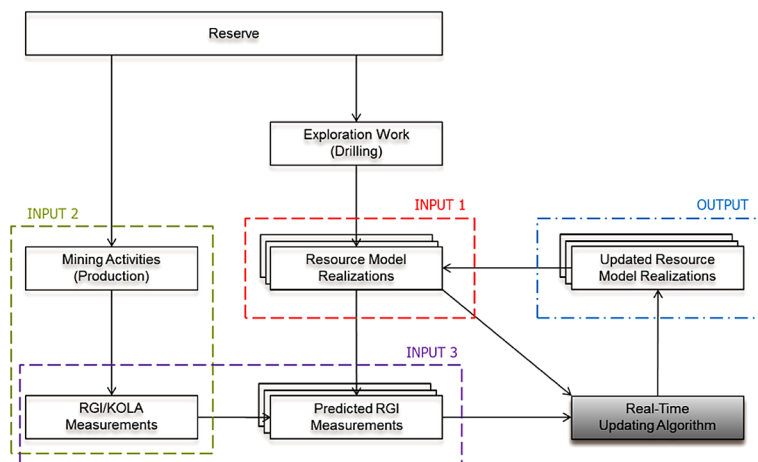 Reserve
Exploration Work
(Drilling)
INPUT 2
INPUT 1
OUTPUT
Mining Activities
(Production)
Resource Model
Realizations
Updated Resource
Model Realizations
INPUT 3
RGI/KOLA
Measurements
Predicted RGI
Measurements
Real-Time
Updating Algorithm